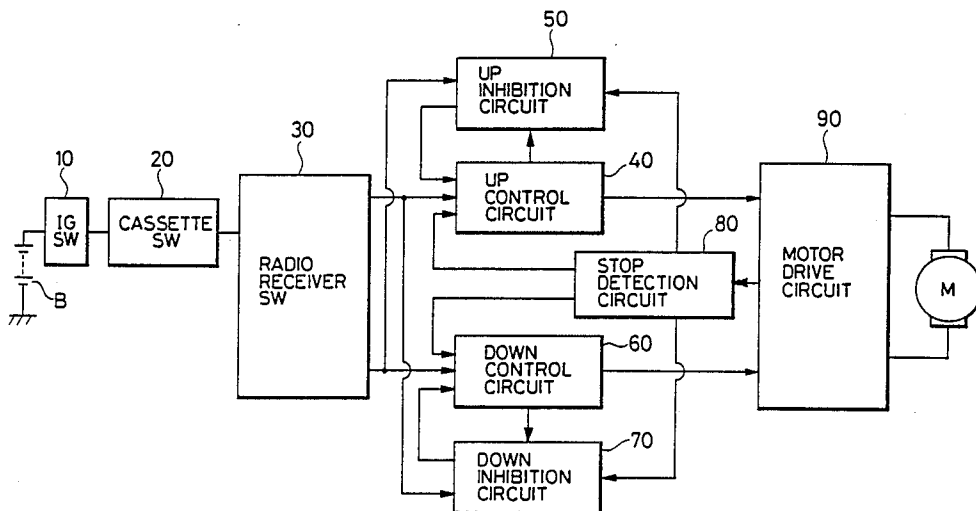 50
UP
INHIBITION
CIRCUIT
30
40
90
10
20
UP
CONTROL
CIRCUIT
IG
SW
CASSETTE
SW
80
RADIO
RECEIVER
SW
STOP
DETECTION
CIRCUIT
MOTOR
DRIVE
CIRCUIT
M
B
60
DOWN
CONTROL
CIRCUIT
70
DOWN
INHIBITION
CIRCUIT